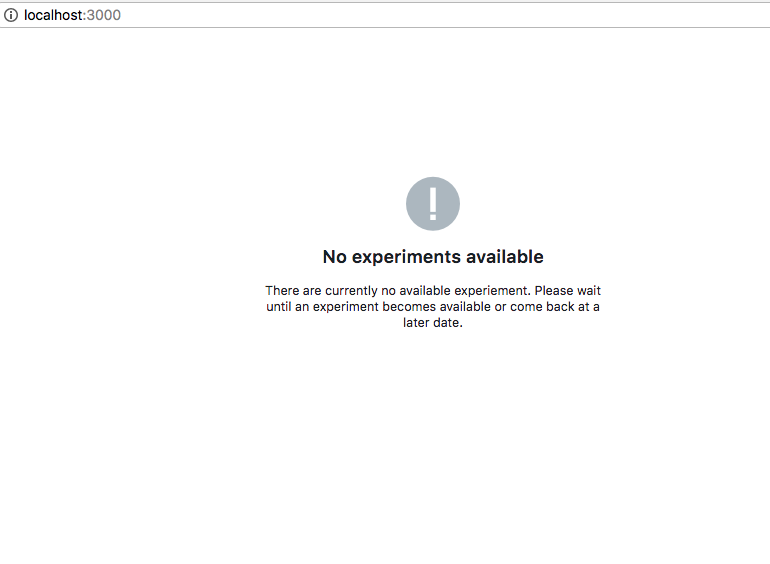 localhost:3000
No experiments available
There are currently no available experiement. Please wait
until an experiment becomes available or come back at a
later date.